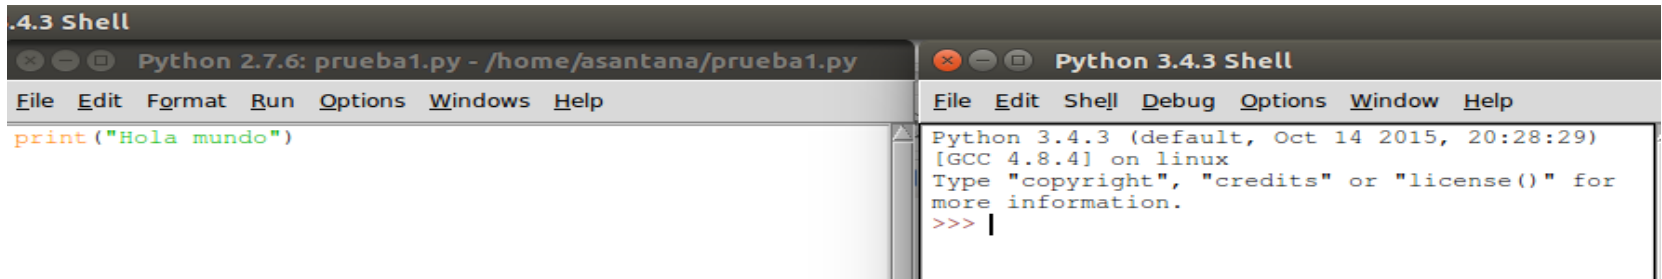 .4.3 Shell
Python 2.7.6: prueba1.py - /home/asantana/prueba1.py
File Edit Format Run Options Windows Help
print("Hola mundo")
Python 3.4.3 Shell
File Edit Shell Debug Options Window Help
Python 3.4.3 (default, Oct 14 2015, 20:28:29)
[GCC 4.8.4] on linux
Type "copyright", "credits" or "license()" for
more information.
>>>